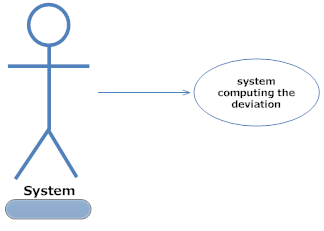 system
computing the
deviation
System